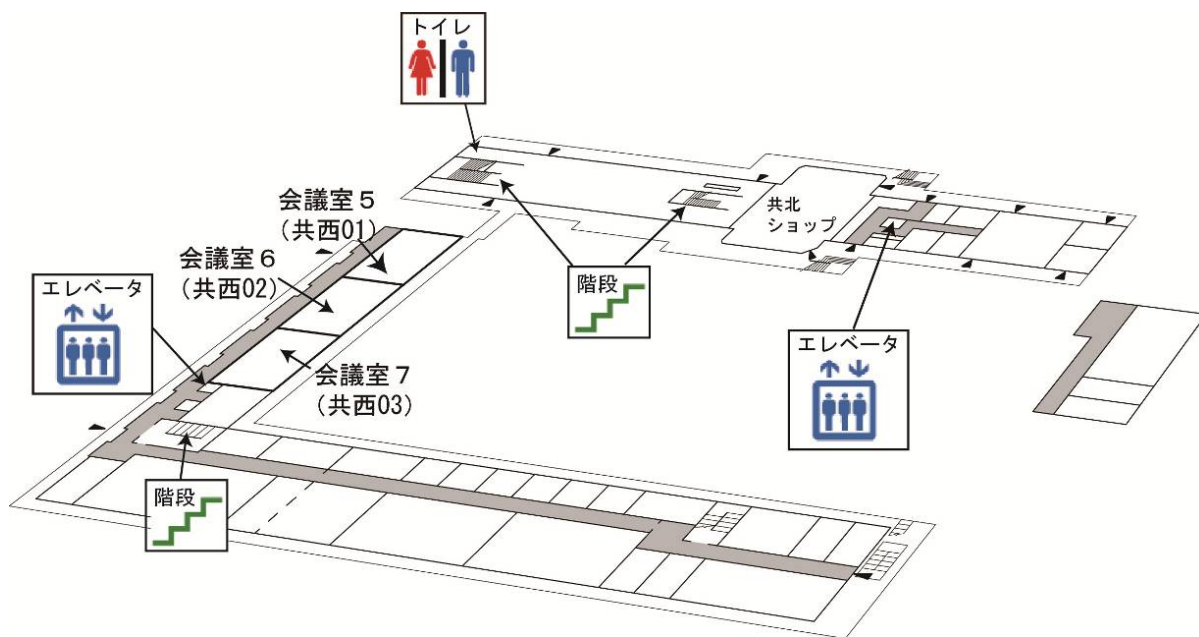 トイレ
会議室５
(共西01)
会議室６
(共西02)
共北
ショップ
エレベータ
階段
エレベータ
会議室７
(共西03)
階段